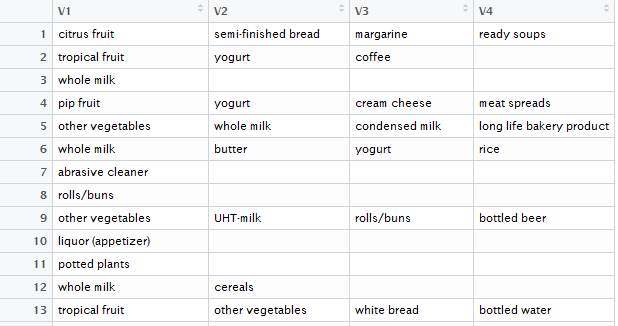 V1 V2 V3 V4
1 citrus fruit semi-finished bread margarine ready soups
2 tropical fruit yogurt coffee
3 whole milk
4 pip fruit yogurt cream cheese meat spreads
5 other vegetables whole milk condensed milk long life bakery product
6 whole milk butter yogurt rice
7 abrasive cleaner
8 rolls/buns
9 other vegetables UHT-milk rolls/buns bottled beer
10 liquor (appetizer)
11 potted plants
12 whole milk cereals
13 tropical fruit other vegetables white bread bottled water